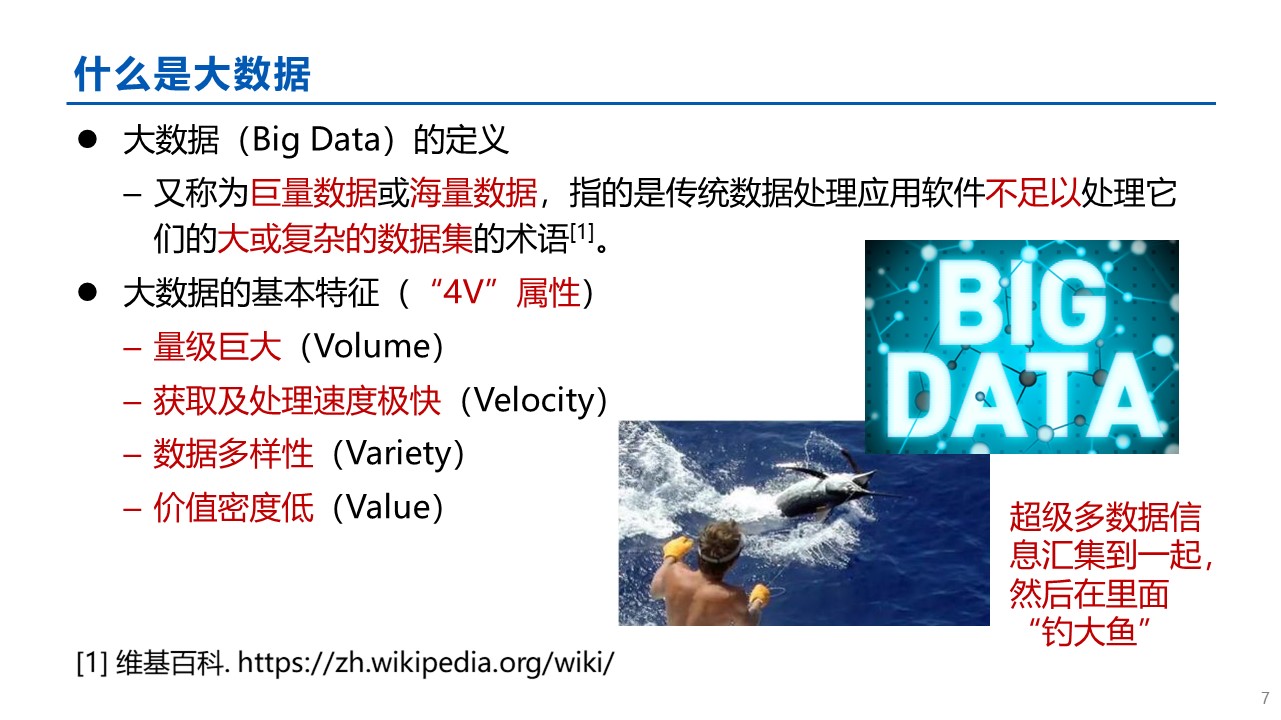 什么是大数据
● 大数据（Big Data）的定义
– 又称为巨量数据或海量数据，指的是传统数据处理应用软件不足以处理它
们的大或复杂的数据集的术语[1]。
● 大数据的基本特征（“4V”属性）
– 量级巨大（Volume）
– 获取及处理速度极快（Velocity）
– 数据多样性（Variety）
– 价值密度低（Value）
BIG
DATA
超级多数据信
息汇集到一起，
然后在里面
“钓大鱼”
[1] 维基百科. https://zh.wikipedia.org/wiki/
7